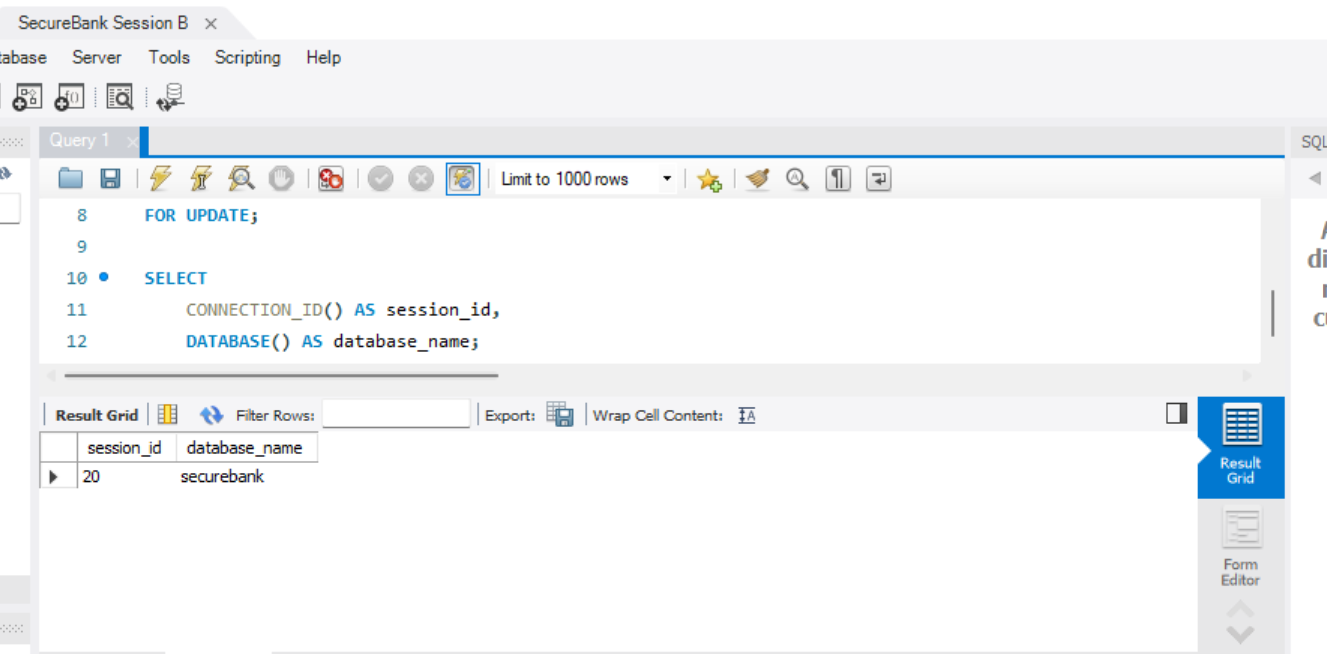 SecureBank Session B
tabase Server Tools Scripting Help
Query 1
SQL
Limit to 1000 rows
8 FOR UPDATE;
9
10 SELECT
11 CONNECTION_ID() AS session_id,
12 DATABASE() AS database_name;
Result Grid Filter Rows: Export: Wrap Cell Content: IA
session_id database_name
20 securebank
Result
Grid
Form
Editor